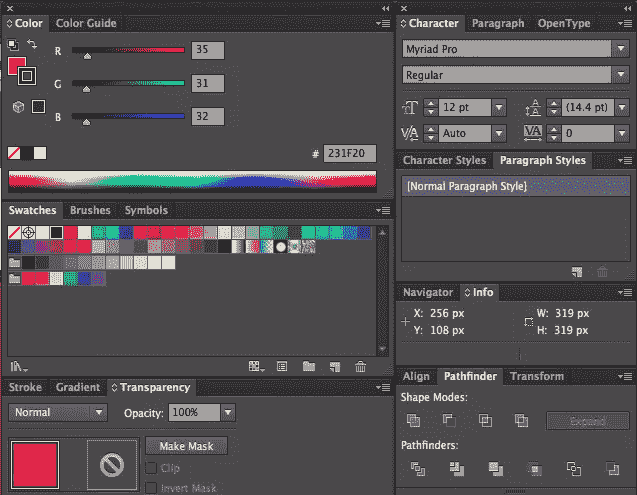 Color Color Guide
R 35
G 31
B 32
# 231F20
Swatches Brushes Symbols
Stroke Gradient Transparency
Normal Opacity: 100%
Make Mask
Clip
Invert Mask
Character Paragraph OpenType
Myriad Pro
Regular
12 pt (14.4 pt)
Auto 0
Character Styles Paragraph Styles
[Normal Paragraph Style]
Navigator Info
X: 256 px W: 319 px
Y: 108 px H: 319 px
Align Pathfinder Transform
Shape Modes:
Expand
Pathfinders: